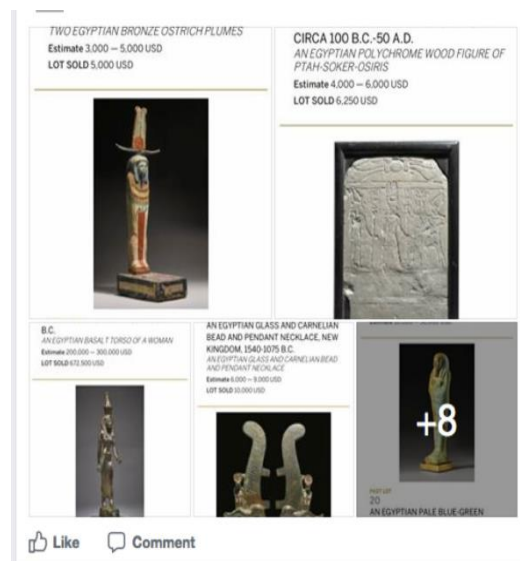 TWO EGYPTIAN BRONZE OSTRICH PLUMES
Estimate 3,000 — 5,000 USD
LOT SOLD 5,000 USD
CIRCA 100 B.C.-50 A.D.
AN EGYPTIAN POLYCHROME WOOD FIGURE OF
PTAH-SOKER-OSIRIS
Estimate 4,000 — 6,000 USD
LOT SOLD 6,250 USD
B.C.
AN EGYPTIAN BASALT TORSO OF A WOMAN
Estimate 200,000 — 300,000 USD
LOT SOLD 672,500 USD
AN EGYPTIAN GLASS AND CARNELIAN
BEAD AND PENDANT NECKLACE, NEW
KINGDOM, 1540-1075 B.C.
AN EGYPTIAN GLASS AND CARNELIAN BEAD
AND PENDANT NECKLACE
Estimate 6,000 — 9,000 USD
LOT SOLD 10,000 USD
+8
PAST LOT
20
AN EGYPTIAN PALE BLUE-GREEN
Like
Comment